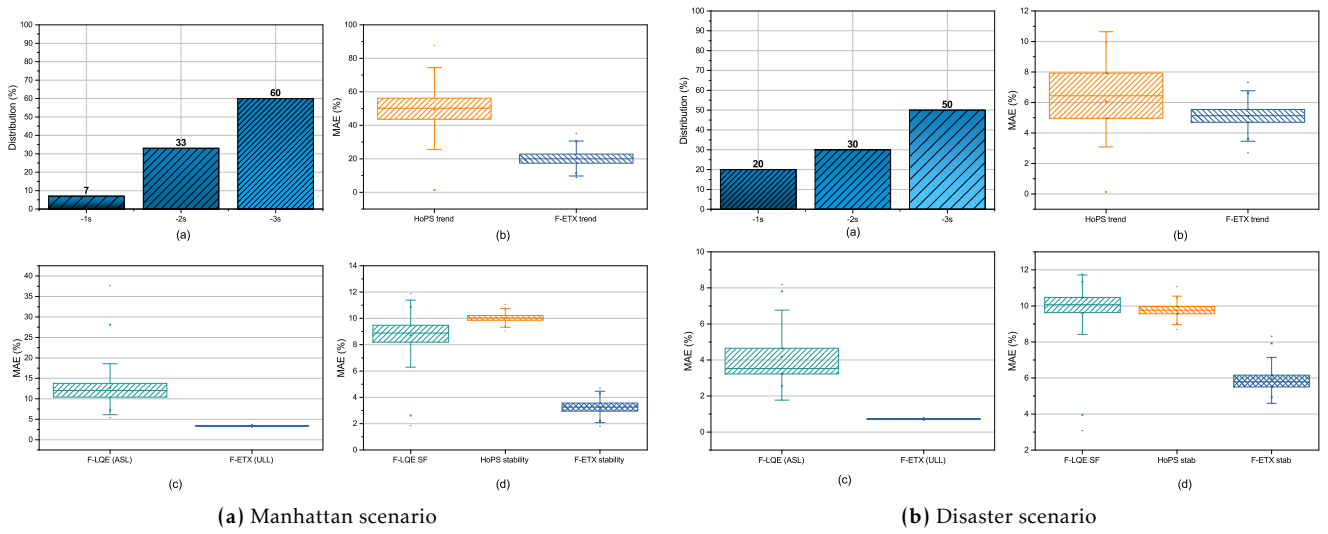 100
90
80
70
60
50
40
30
20
10
0
Distribution (%)
7
33
60
-1s
-2s
-3s
(a)
100
80
60
40
20
0
MAE (%)
HoPS trend
F-ETX trend
(b)
40
35
30
25
20
15
10
5
0
MAE (%)
F-LQE (ASL)
F-ETX (ULL)
(c)
14
12
10
8
6
4
2
0
MAE (%)
F-LQE SF
HoPS stability
F-ETX stability
(d)
(a) Manhattan scenario
100
90
80
70
60
50
40
30
20
10
0
Distribution (%)
20
30
50
-1s
-2s
-3s
(a)
12
10
8
6
4
2
0
MAE (%)
HoPS trend
F-ETX trend
(b)
10
8
6
4
2
0
MAE (%)
F-LQE (ASL)
F-ETX (ULL)
(c)
12
10
8
6
4
2
MAE (%)
F-LQE SF
HoPS stab
F-ETX stab
(d)
(b) Disaster scenario